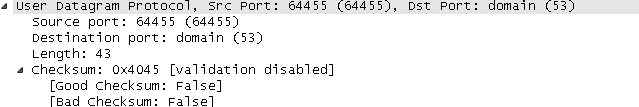 User Datagram Protocol, Src Port: 64455 (64455), Dst Port: domain (53)
Source port: 64455 (64455)
Destination port: domain (53)
Length: 43
Checksum: 0x4045 [validation disabled]
[Good Checksum: False]
[Bad Checksum: False]